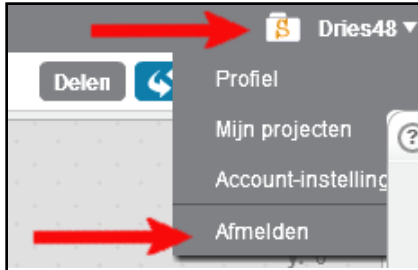 S Dries48
Delen
Profiel
Mijn projecten
?
Account-instelling
Afmelden